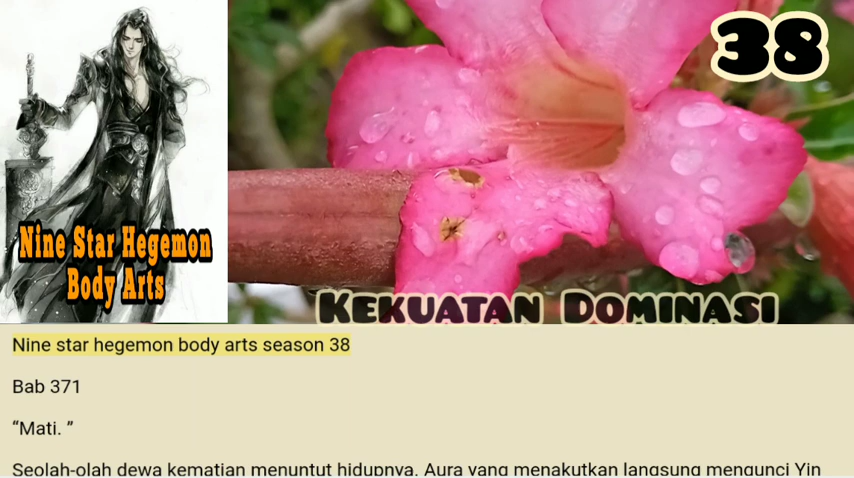 38
Nine Star Hegemon
Body Arts
KEKUATAN DOMINASI
Nine star hegemon body arts season 38
Bab 371
“Mati. ”
Seolah-olah dewa kematian menuntut hidupnya. Aura yang menakutkan langsung mengunci Yin